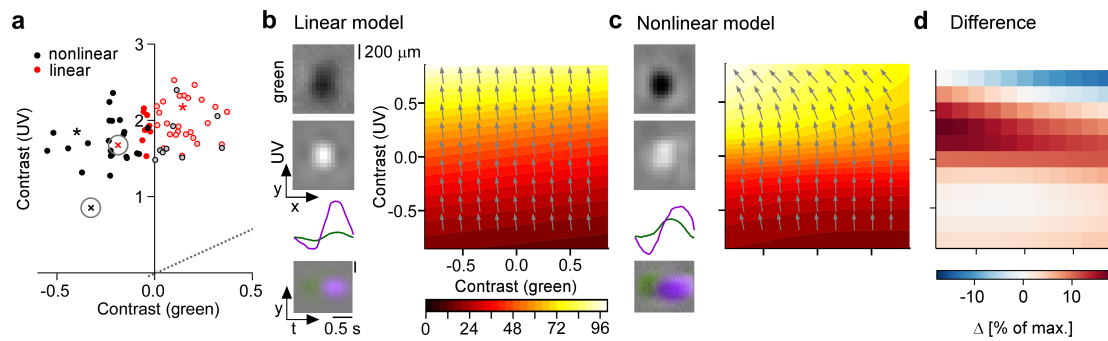 a
nonlinear
linear
3
2
1
Contrast (UV)
-0.5
0.0
0.5
Contrast (green)
b Linear model
green
200 μm
UV
y
x
y
t
0.5 s
Contrast (UV)
0.5
0.0
-0.5
-0.5
0.0
0.5
Contrast (green)
0
24
48
72
96
c Nonlinear model
d Difference
-10
0
10
Δ [% of max.]